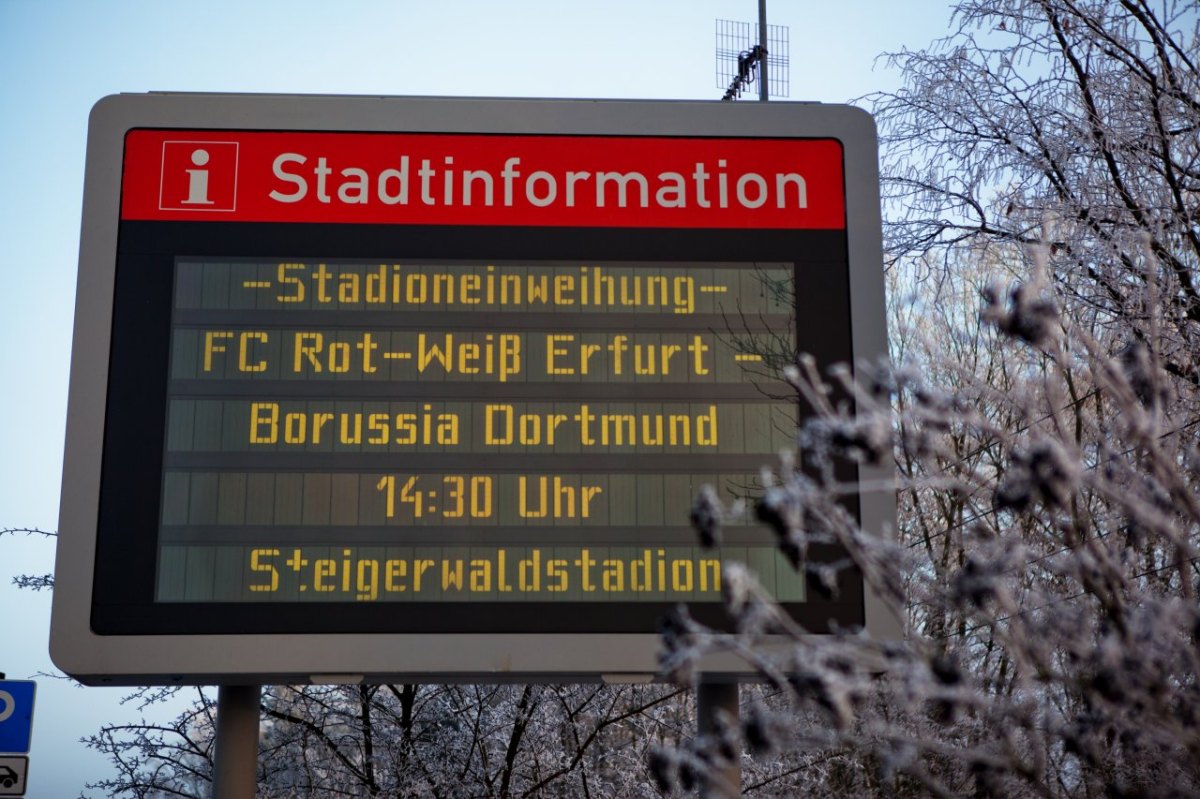 i Stadtinformation
-Stadioneinweihung-
FC Rot-Weiß Erfurt -
Borussia Dortmund
14:30 Uhr
Steigerwaldstadion